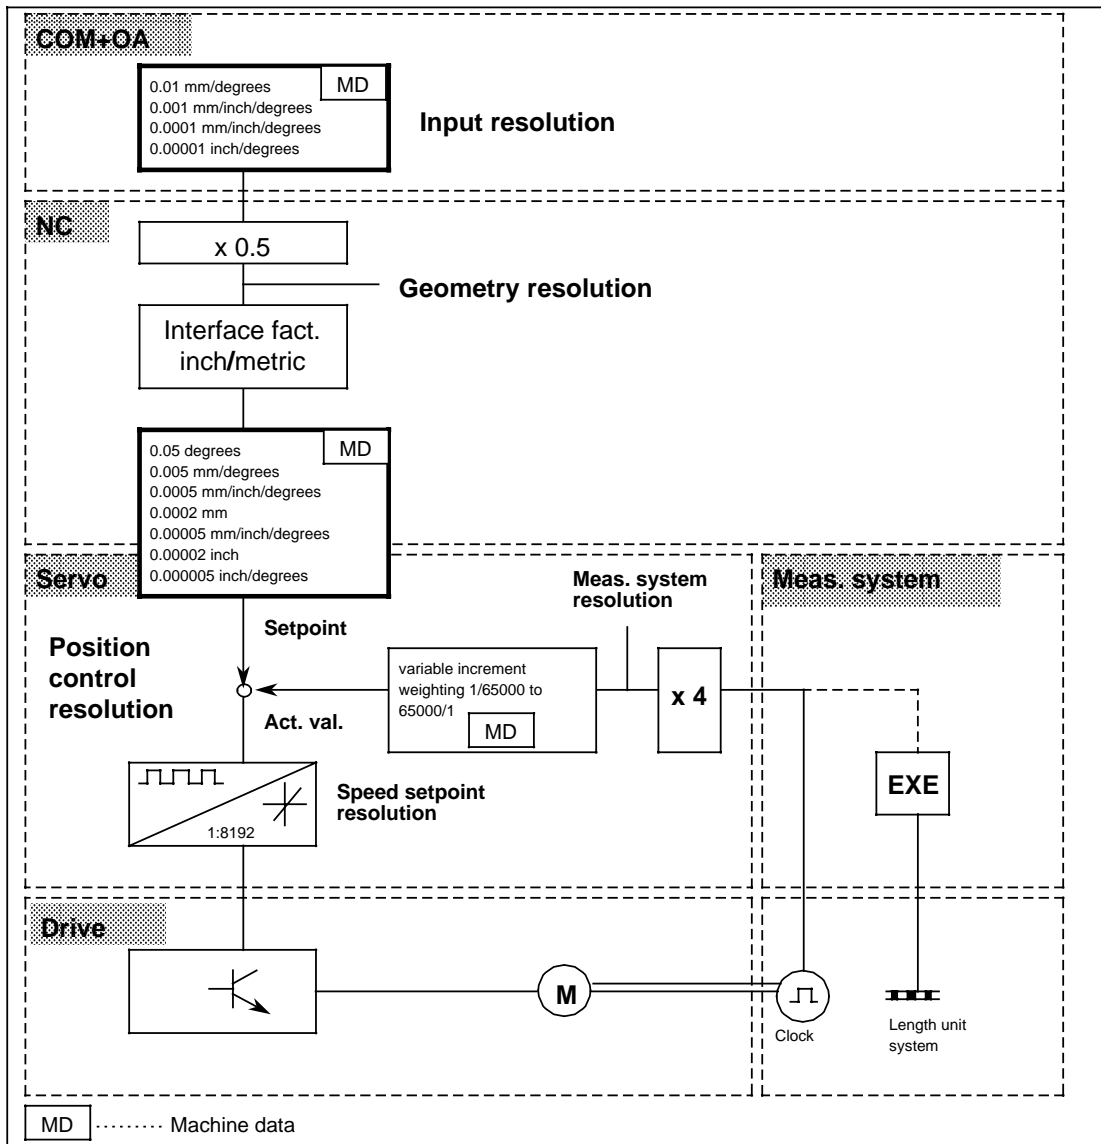 COM+OA
MD
0.01 mm/degrees
0.001 mm/inch/degrees
0.0001 mm/inch/degrees
0.00001 inch/degrees
Input resolution
NC
x 0.5
Geometry resolution
Interface fact.
inch/metric
MD
0.05 degrees
0.005 mm/degrees
0.0005 mm/inch/degrees
0.0002 mm
0.00005 mm/inch/degrees
0.00002 inch
0.000005 inch/degrees
Servo
Meas. system
resolution
Meas. system
Setpoint
Position
control
resolution
variable increment
weighting 1/65000 to
65000/1
MD
x 4
Act. val.
EXE
1:8192
Speed setpoint
resolution
Drive
M
Clock
Length unit
system
MD ........ Machine data